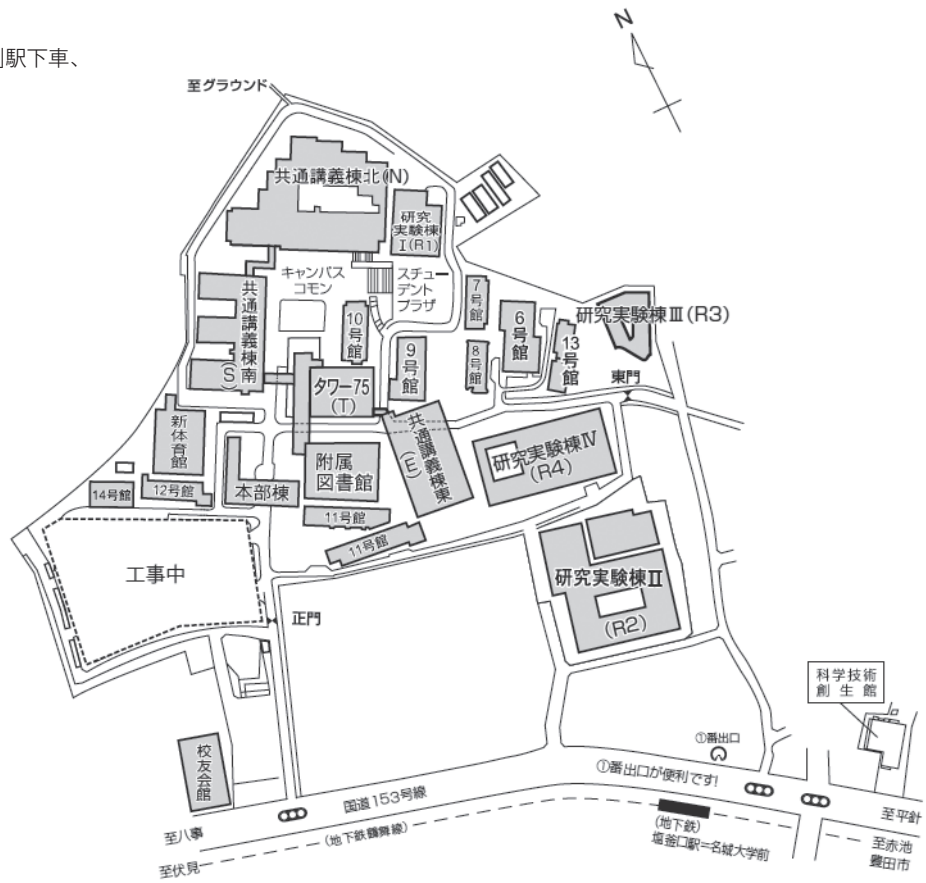 駅下車、
N
至グラウンド
共通講義棟北(N)
研究
実験棟
Ⅰ(R1)
キャンパス
コモン
スチュー
デント
プラザ
共通講義棟南
(S)
10号館
7号館
6号館
研究実験棟Ⅲ(R3)
13号館
9号館
8号館
東門
タワー75
(T)
新体育館
共通講義棟東
(E)
研究実験棟Ⅳ
(R4)
附属
図書館
本部棟
14号館
12号館
11号館
11号館
工事中
研究実験棟Ⅱ
(R2)
正門
科学技術
創生館
校友会館
①番出口
①番出口が便利です!
国道153号線
至八事
(地下鉄鶴舞線)
至伏見
(地下鉄)
塩釜口駅=名城大学前
至平針
至赤池
豊田市